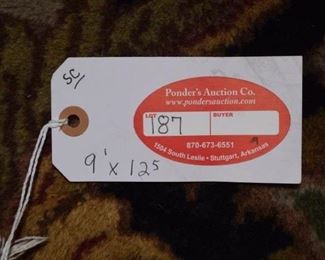 SC/
Ponder's Auction Co.
www.pondersauction.com
LOT BUYER
187
870-673-6551
1504 South Leslie • Stuttgart, Arkansas
9' x 12⁵